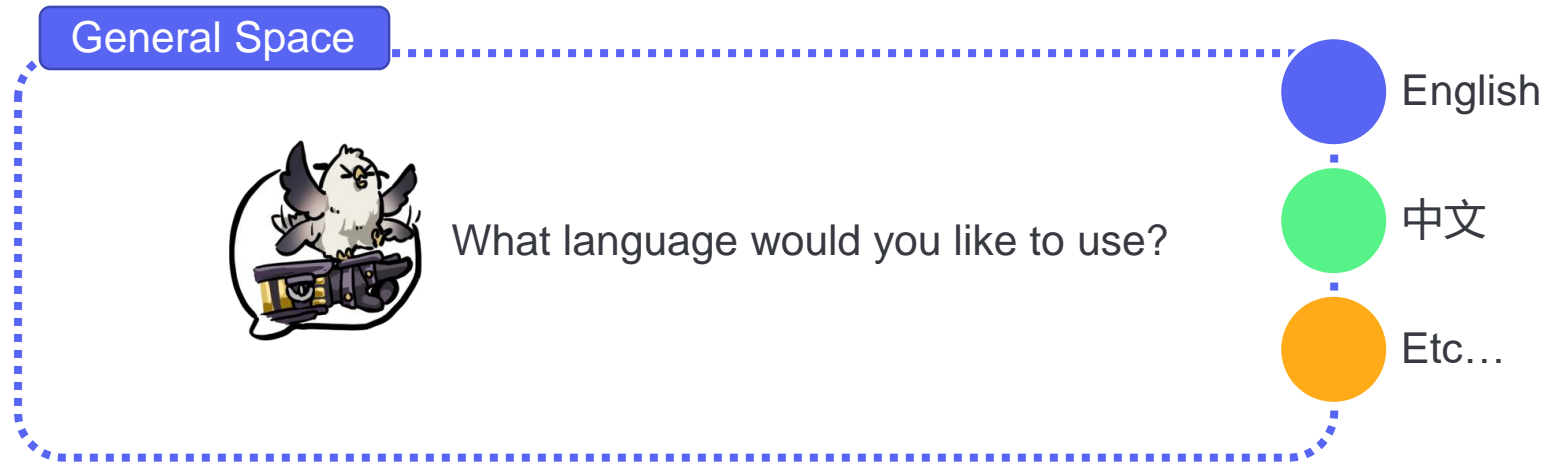 General Space
English
What language would you like to use?
中文
Etc…